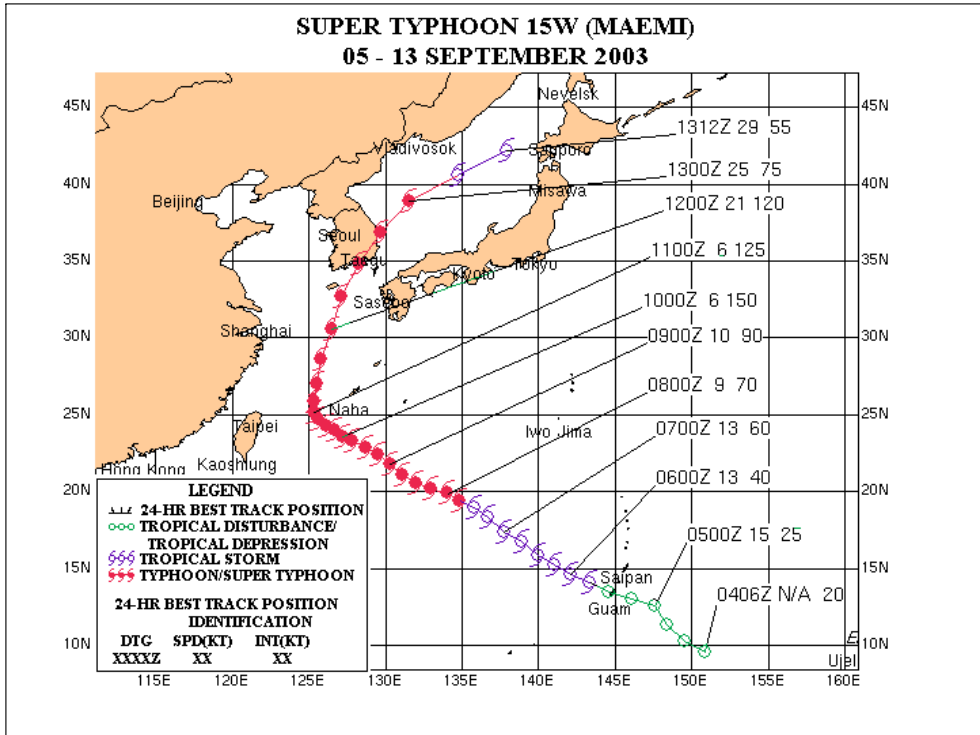 SUPER TYPHOON 15W (MAEMI)
05 - 13 SEPTEMBER 2003
Nevelsk
45N
45N
1312Z 29 55
Vladivosok
Sapporo
1300Z 25 75
40N
40N
Misawa
Beijing
1200Z 21 120
Seoul
1100Z 6 125
Taegu
Tokyo
35N
35N
Kyoto
Sasebo
1000Z 6 150
Shanghai
30N
30N
0900Z 10 90
0800Z 9 70
25N
Naha
25N
Taipei
Iwo Jima
0700Z 13 60
Hong Kong
Kaoshiung
0600Z 13 40
20N
LEGEND
24-HR BEST TRACK POSITION
TROPICAL DISTURBANCE/
TROPICAL DEPRESSION
TROPICAL STORM
TYPHOON/SUPER TYPHOON
24-HR BEST TRACK POSITION
IDENTIFICATION
DTG SPD(KT) INT(KT)
XXXXZ XX XX
20N
0500Z 15 25
15N
15N
Saipan
Guam
0406Z N/A 20
10N
10N
E
Ujel
115E 120E 125E 130E 135E 140E 145E 150E 155E 160E